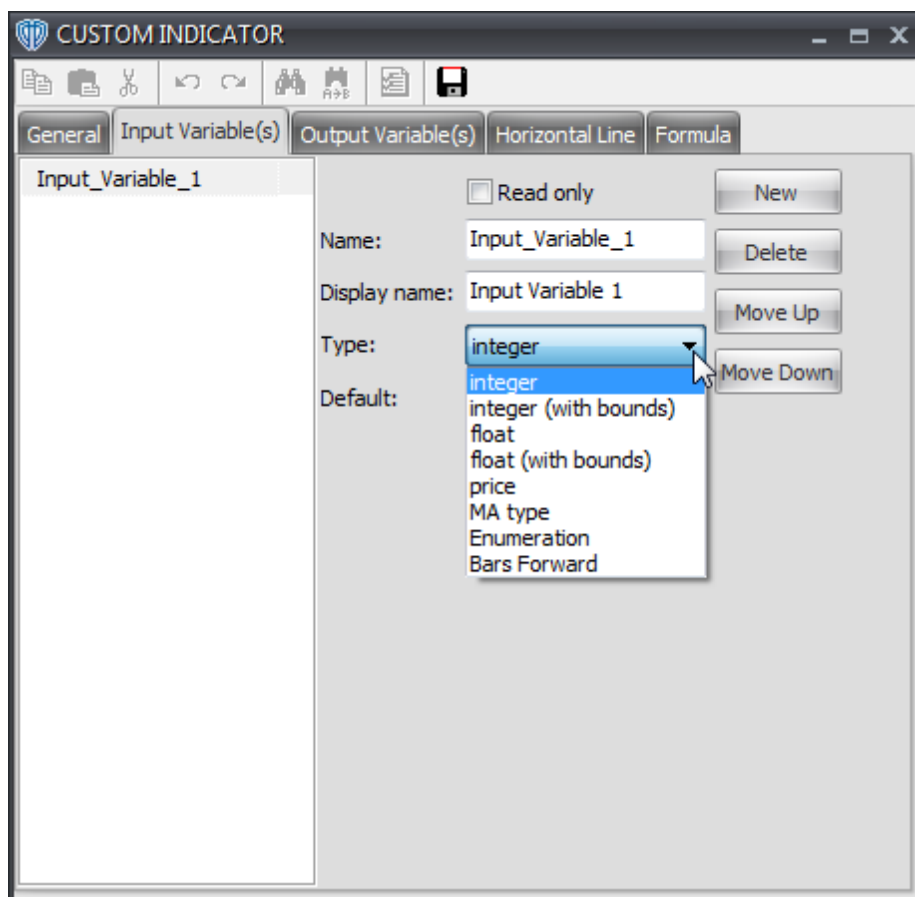 CUSTOM INDICATOR
A→B
General Input Variable(s) Output Variable(s) Horizontal Line Formula
Input_Variable_1
Read only
New
Name: Input_Variable_1
Delete
Display name: Input Variable 1
Move Up
Type: integer
Move Down
integer
Default:
integer (with bounds)
float
float (with bounds)
price
MA type
Enumeration
Bars Forward